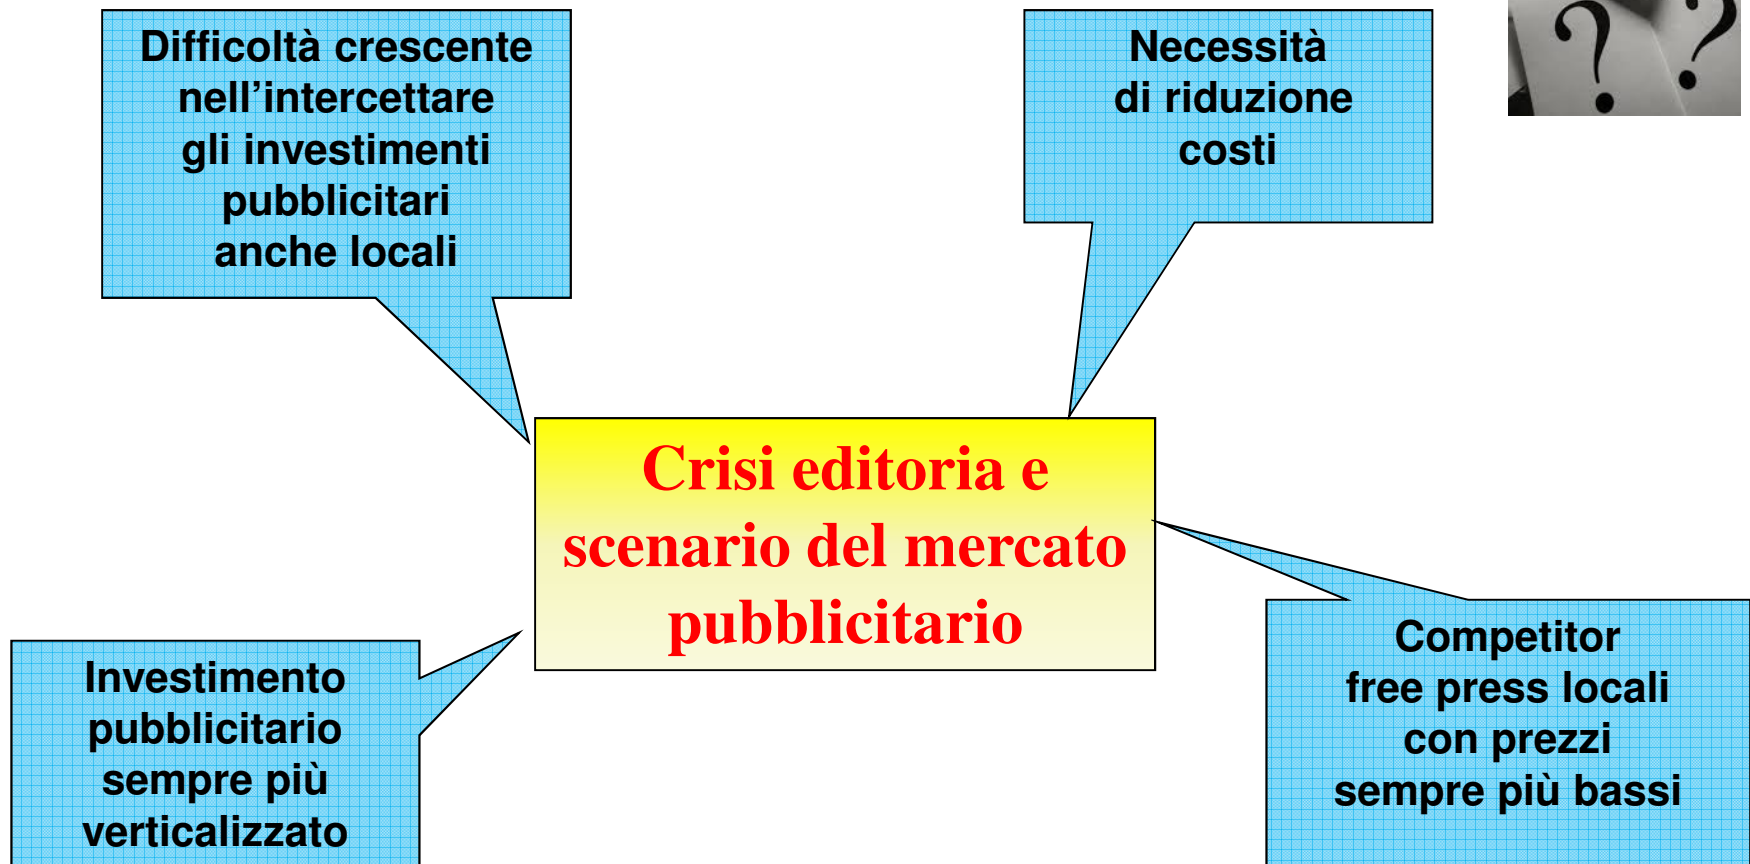 Difficoltà crescente
nell’intercettare
gli investimenti
pubblicitari
anche locali
Necessità
di riduzione
costi
? ?
Crisi editoria e
scenario del mercato
pubblicitario
Investimento
pubblicitario
sempre più
verticalizzato
Competitor
free press locali
con prezzi
sempre più bassi